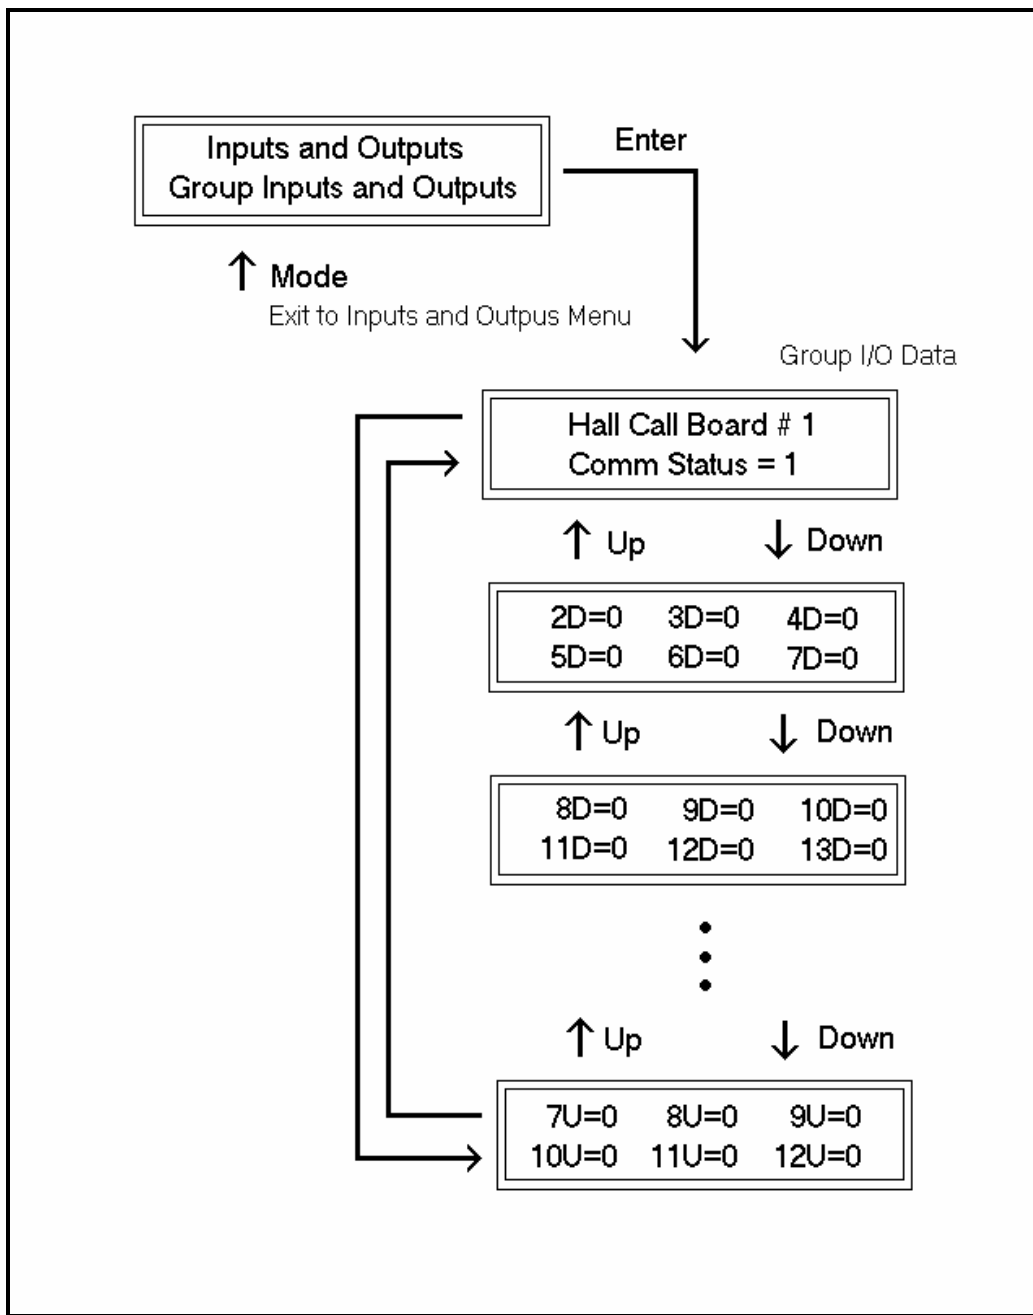 Inputs and Outputs
Group Inputs and Outputs
Enter
Mode
Exit to Inputs and Outpus Menu
Group I/O Data
Hall Call Board # 1
Comm Status = 1
Up Down
2D=0 3D=0 4D=0
5D=0 6D=0 7D=0
Up Down
8D=0 9D=0 10D=0
11D=0 12D=0 13D=0
Up Down
7U=0 8U=0 9U=0
10U=0 11U=0 12U=0